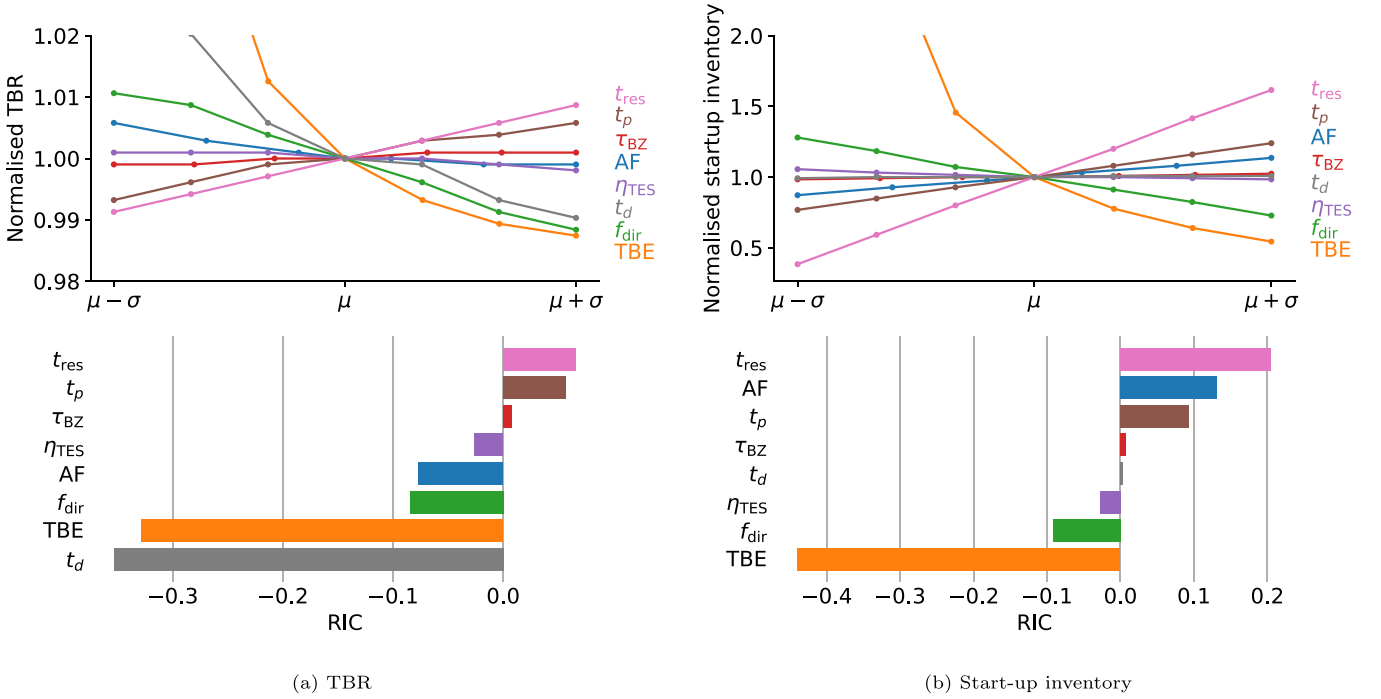 Normalised TBR
1.02
1.01
1.00
0.99
0.98
μ − σ
μ
μ + σ
t_res
t_p
τ_BZ
AF
η_TES
t_d
f_dir
TBE
t_res
t_p
τ_BZ
η_TES
AF
f_dir
TBE
t_d
−0.3
−0.2
−0.1
0.0
RIC
(a) TBR
Normalised startup inventory
2.0
1.5
1.0
0.5
μ − σ
μ
μ + σ
t_res
t_p
AF
τ_BZ
t_d
η_TES
f_dir
TBE
t_res
AF
t_p
τ_BZ
t_d
η_TES
f_dir
TBE
−0.4
−0.3
−0.2
−0.1
0.0
0.1
0.2
RIC
(b) Start-up inventory